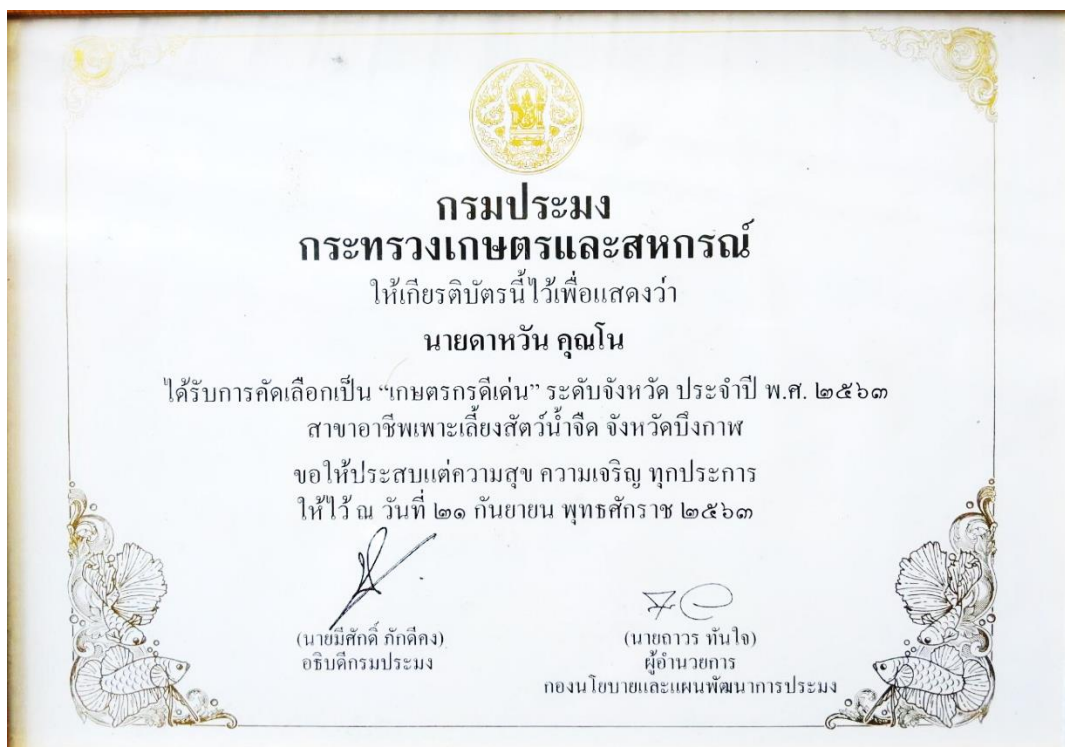 กรมประมง
กระทรวงเกษตรและสหกรณ์
ให้เกียรติบัตรนี้ไว้เพื่อแสดงว่า
นายดาหวัน คุณโน
ได้รับการคัดเลือกเป็น “เกษตรกรดีเด่น” ระดับจังหวัด ประจำปี พ.ศ. ๒๕๖๓
สาขาอาชีพเพาะเลี้ยงสัตว์น้ำจืด จังหวัดบึงกาฬ
ขอให้ประสบแต่ความสุข ความเจริญ ทุกประการ
ให้ไว้ ณ วันที่ ๒๑ กันยายน พุทธศักราช ๒๕๖๓
(นายมีศักดิ์ ภักดีคง)
อธิบดีกรมประมง
(นายถาวร ทันใจ)
ผู้อำนวยการ
กองนโยบายและแผนพัฒนาการประมง